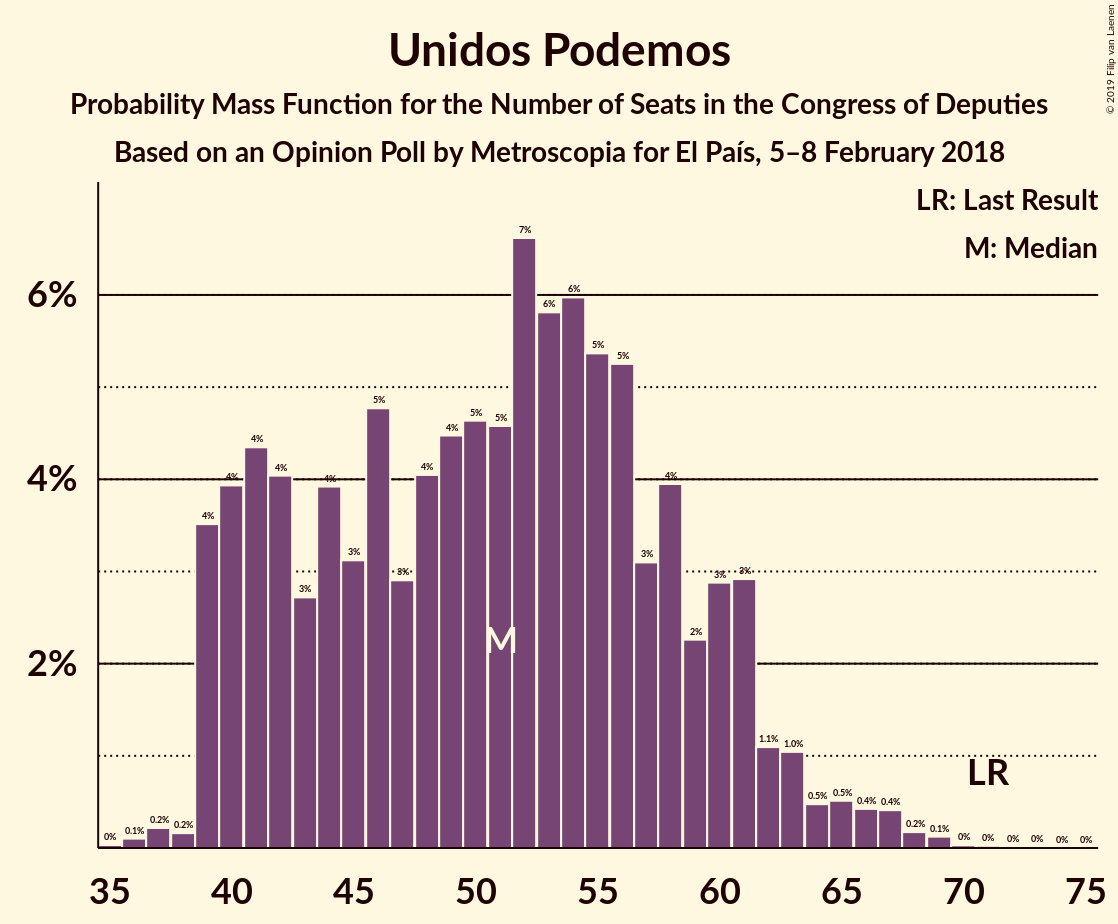 Unidos Podemos
Probability Mass Function for the Number of Seats in the Congress of Deputies
Based on an Opinion Poll by Metroscopia for El País, 5–8 February 2018
© 2019 Filip van Laenen
LR: Last Result
M: Median
6%
4%
2%
0% 0.1% 0.2% 0.2% 4% 4% 4% 4% 3% 4% 3% 5% 3% 4% 4% 5% 5% 7% 6% 6% 5% 5% 3% 4% 2% 3% 3% 1.1% 1.0% 0.5% 0.5% 0.4% 0.4% 0.2% 0.1% 0% 0% 0% 0% 0% 0%
M
LR
35 40 45 50 55 60 65 70 75